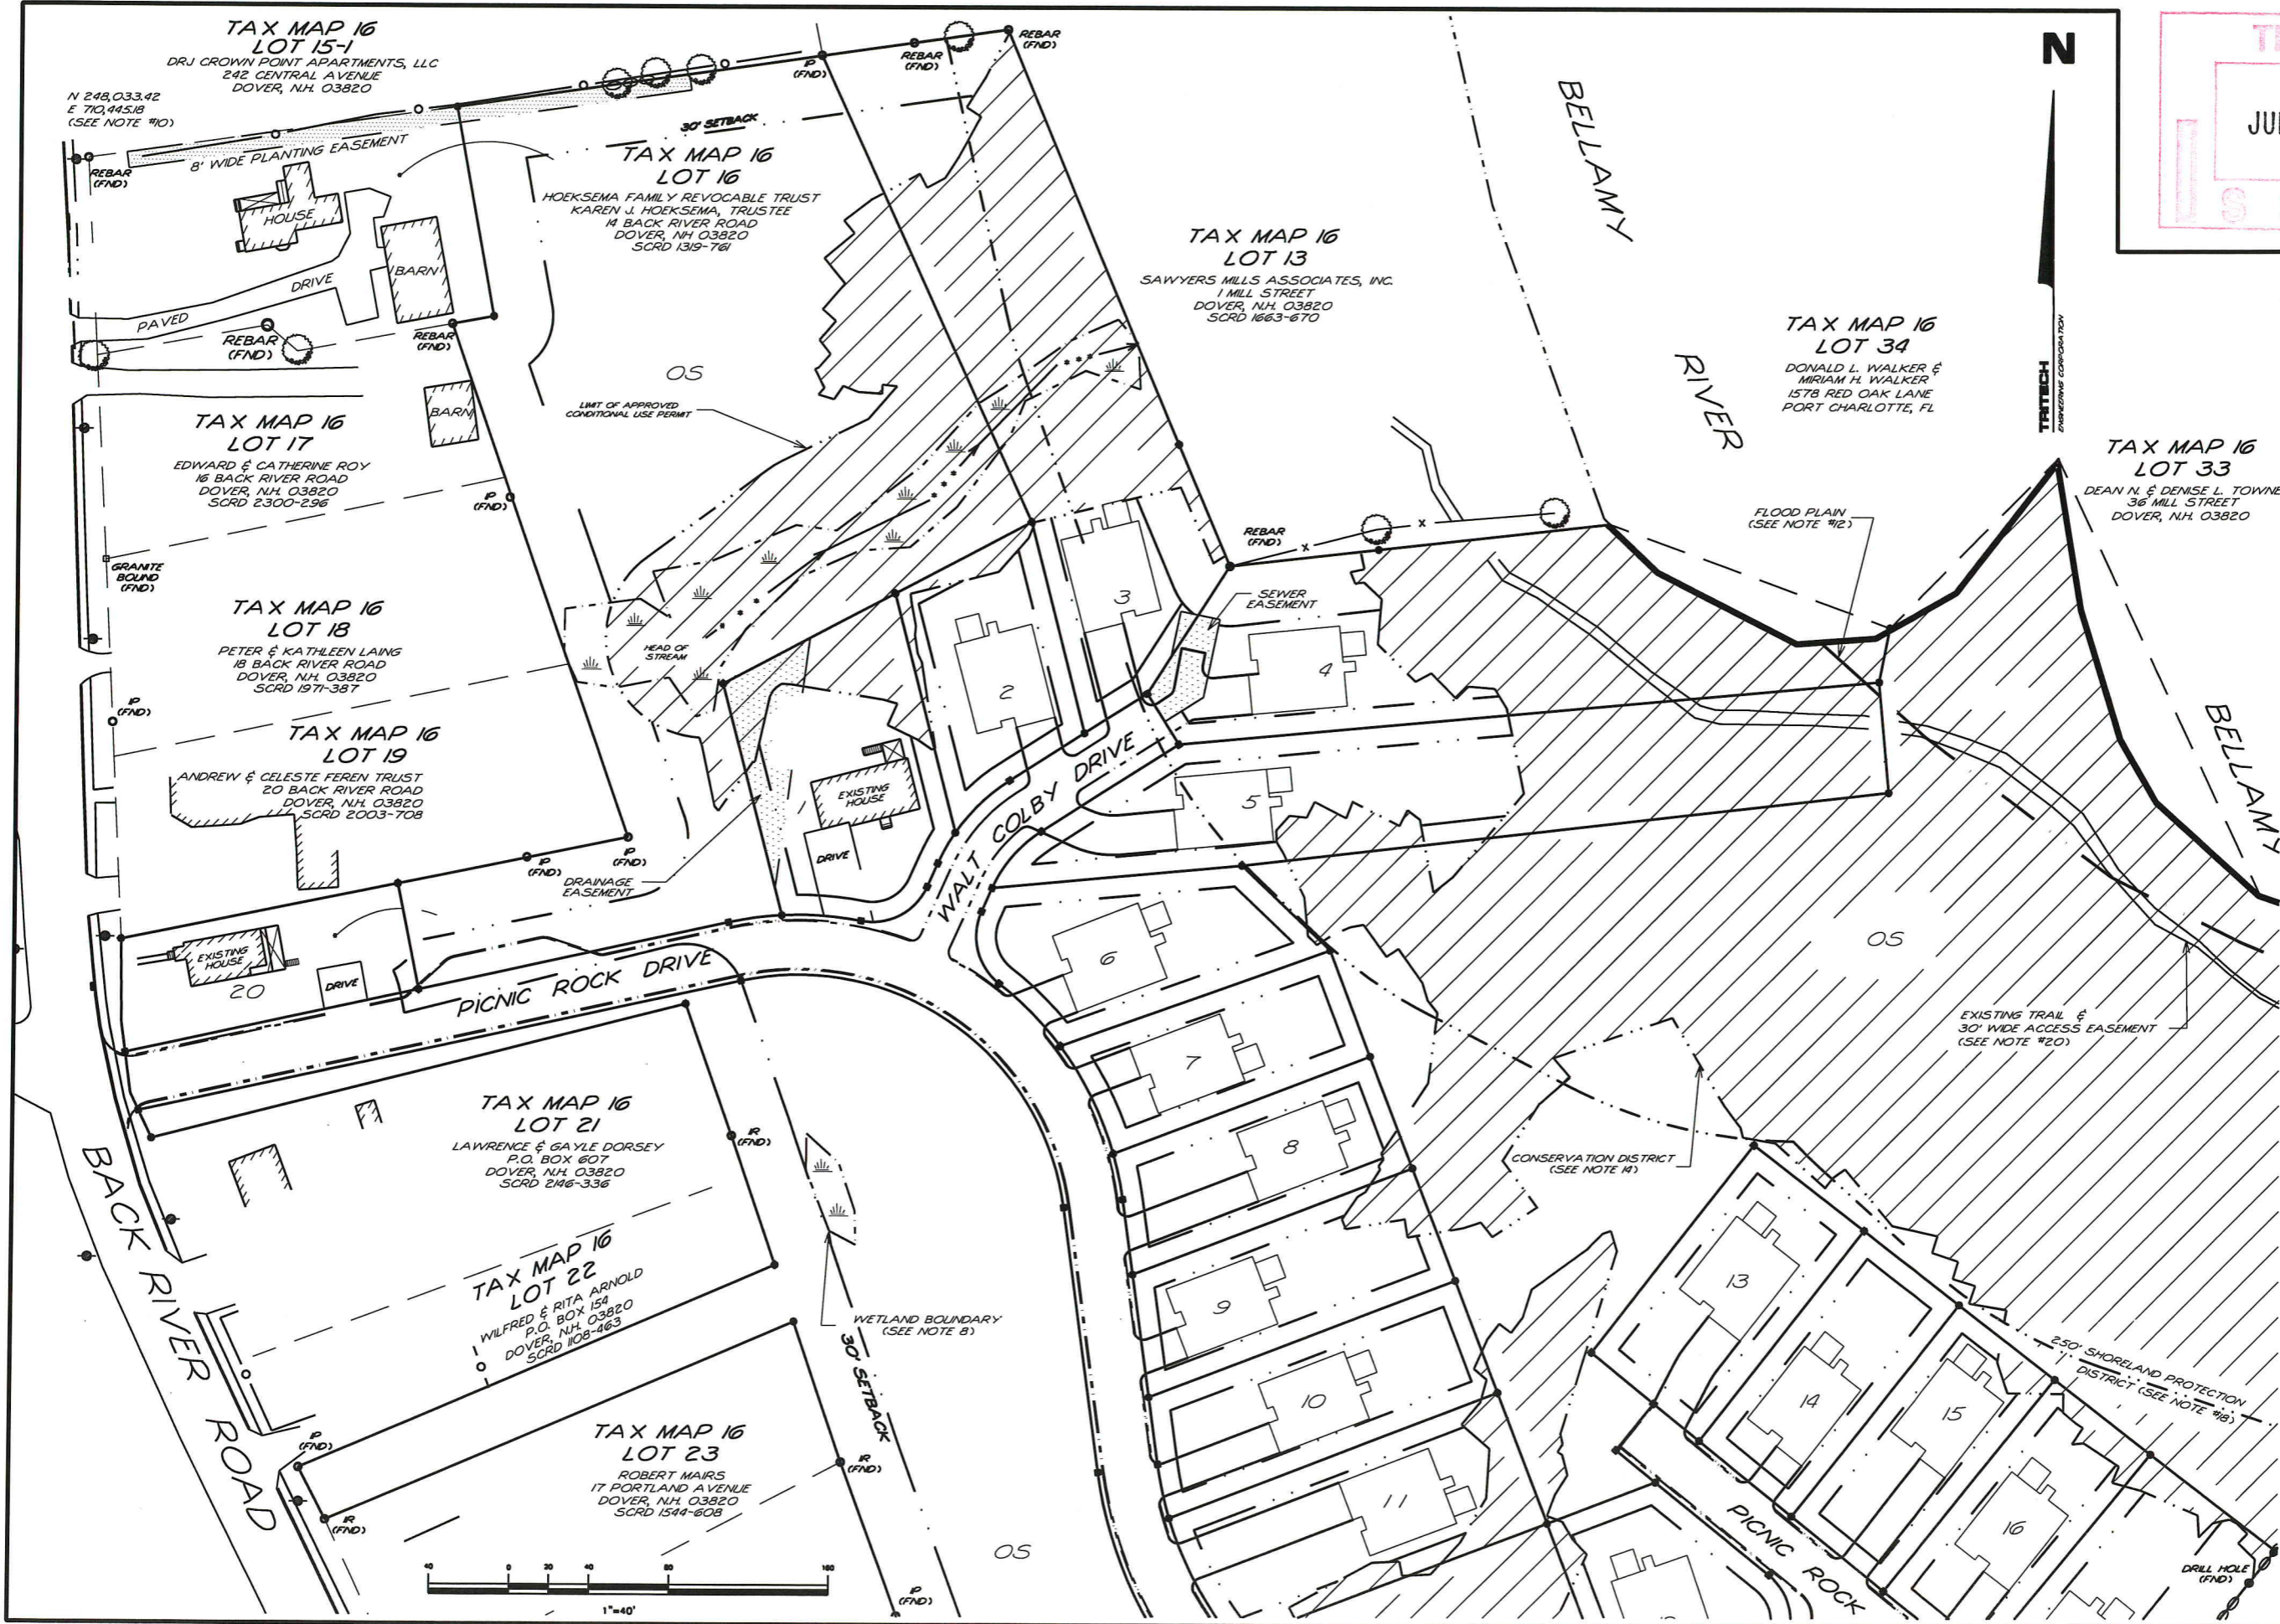 TAX MAP 16
LOT 15-1
DRJ CROWN POINT APARTMENTS, LLC
242 CENTRAL AVENUE
DOVER, N.H. 03820
N 248,033.42
E 710,445.18
(SEE NOTE #10)
REBAR
(FND)
8' WIDE PLANTING EASEMENT
HOUSE
BARN
PAVED
DRIVE
REBAR
(FND)
REBAR
(FND)
BARN
IP
(FND)
REBAR
(FND)
REBAR
(FND)
30' SETBACK
TAX MAP 16
LOT 16
HOEKSEMA FAMILY REVOCABLE TRUST
KAREN J. HOEKSEMA, TRUSTEE
14 BACK RIVER ROAD
DOVER, NH 03820
SCRD 1319-761
OS
LIMIT OF APPROVED
CONDITIONAL USE PERMIT
TAX MAP 16
LOT 13
SAWYERS MILLS ASSOCIATES, INC.
1 MILL STREET
DOVER, N.H. 03820
SCRD 1663-670
BELLAMY
RIVER
N
JU
S
TRITECH
ENGINEERING CORPORATION
TAX MAP 16
LOT 34
DONALD L. WALKER &
MIRIAM H. WALKER
1578 RED OAK LANE
PORT CHARLOTTE, FL
TAX MAP 16
LOT 33
DEAN N. & DENISE L. TOWNE
36 MILL STREET
DOVER, N.H. 03820
FLOOD PLAIN
(SEE NOTE #12)
BELLAMY
TAX MAP 16
LOT 17
EDWARD & CATHERINE ROY
16 BACK RIVER ROAD
DOVER, N.H. 03820
SCRD 2300-296
IP
(FND)
GRANITE
BOUND
(FND)
TAX MAP 16
LOT 18
PETER & KATHLEEN LAING
18 BACK RIVER ROAD
DOVER, N.H. 03820
SCRD 1971-387
IP
(FND)
TAX MAP 16
LOT 19
ANDREW & CELESTE FEREN TRUST
20 BACK RIVER ROAD
DOVER, N.H. 03820
SCRD 2003-708
HEAD OF
STREAM
REBAR
(FND)
SEWER
EASEMENT
2
3
4
5
EXISTING
HOUSE
DRIVE
WALT COLBY DRIVE
IP
(FND)
IP
(FND)
DRAINAGE
EASEMENT
EXISTING
HOUSE
20
DRIVE
PICNIC ROCK DRIVE
6
7
8
9
10
11
OS
EXISTING TRAIL &
30' WIDE ACCESS EASEMENT
(SEE NOTE #20)
CONSERVATION DISTRICT
(SEE NOTE 14)
TAX MAP 16
LOT 21
LAWRENCE & GAYLE DORSEY
P.O. BOX 607
DOVER, N.H. 03820
SCRD 2146-336
IR
(FND)
BACK RIVER ROAD
TAX MAP 16
LOT 22
WILFRED & RITA ARNOLD
P.O. BOX 154
DOVER, N.H. 03820
SCRD 1108-463
WETLAND BOUNDARY
(SEE NOTE 8)
30' SETBACK
13
14
15
16
250' SHORELAND PROTECTION
DISTRICT (SEE NOTE #18)
IP
(FND)
IR
(FND)
TAX MAP 16
LOT 23
ROBERT MAIRS
17 PORTLAND AVENUE
DOVER, N.H. 03820
SCRD 1544-608
IR
(FND)
OS
IP
(FND)
PICNIC ROCK
DRILL HOLE
(FND)
40 0 20 40 80 160
1"=40'